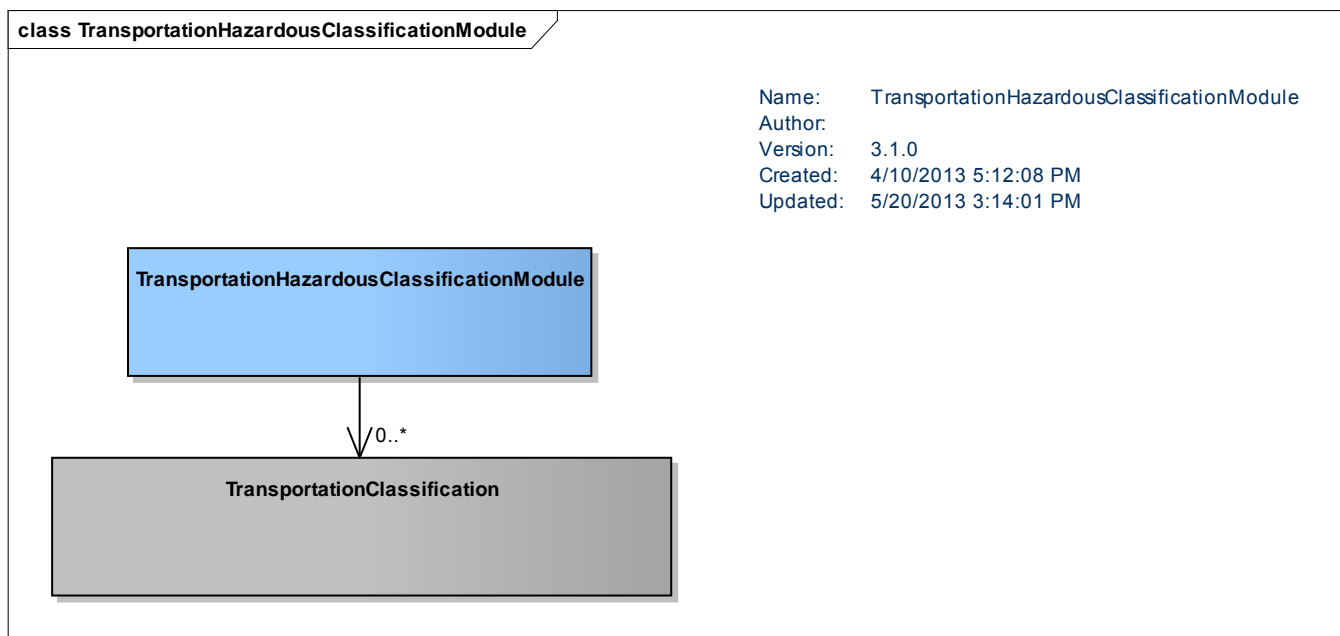 class TransportationHazardousClassificationModule
Name: TransportationHazardousClassificationModule
Author:
Version: 3.1.0
Created: 4/10/2013 5:12:08 PM
Updated: 5/20/2013 3:14:01 PM
TransportationHazardousClassificationModule
0..*
TransportationClassification